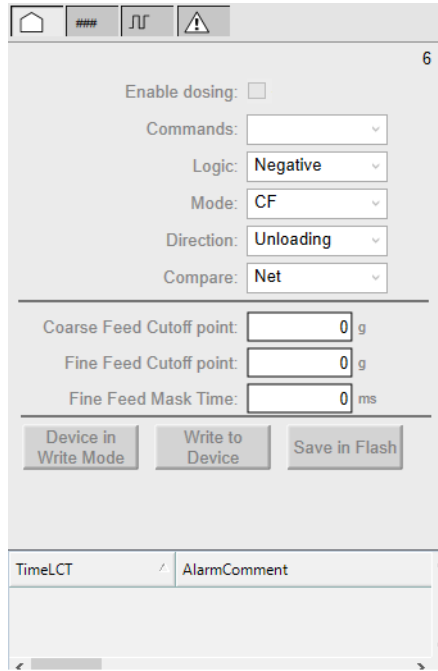 ###
6
Enable dosing:
Commands:
Logic: Negative
Mode: CF
Direction: Unloading
Compare: Net
Coarse Feed Cutoff point: 0 g
Fine Feed Cutoff point: 0 g
Fine Feed Mask Time: 0 ms
Device in Write to Save in Flash
Write Mode Device
TimeLCT AlarmComment